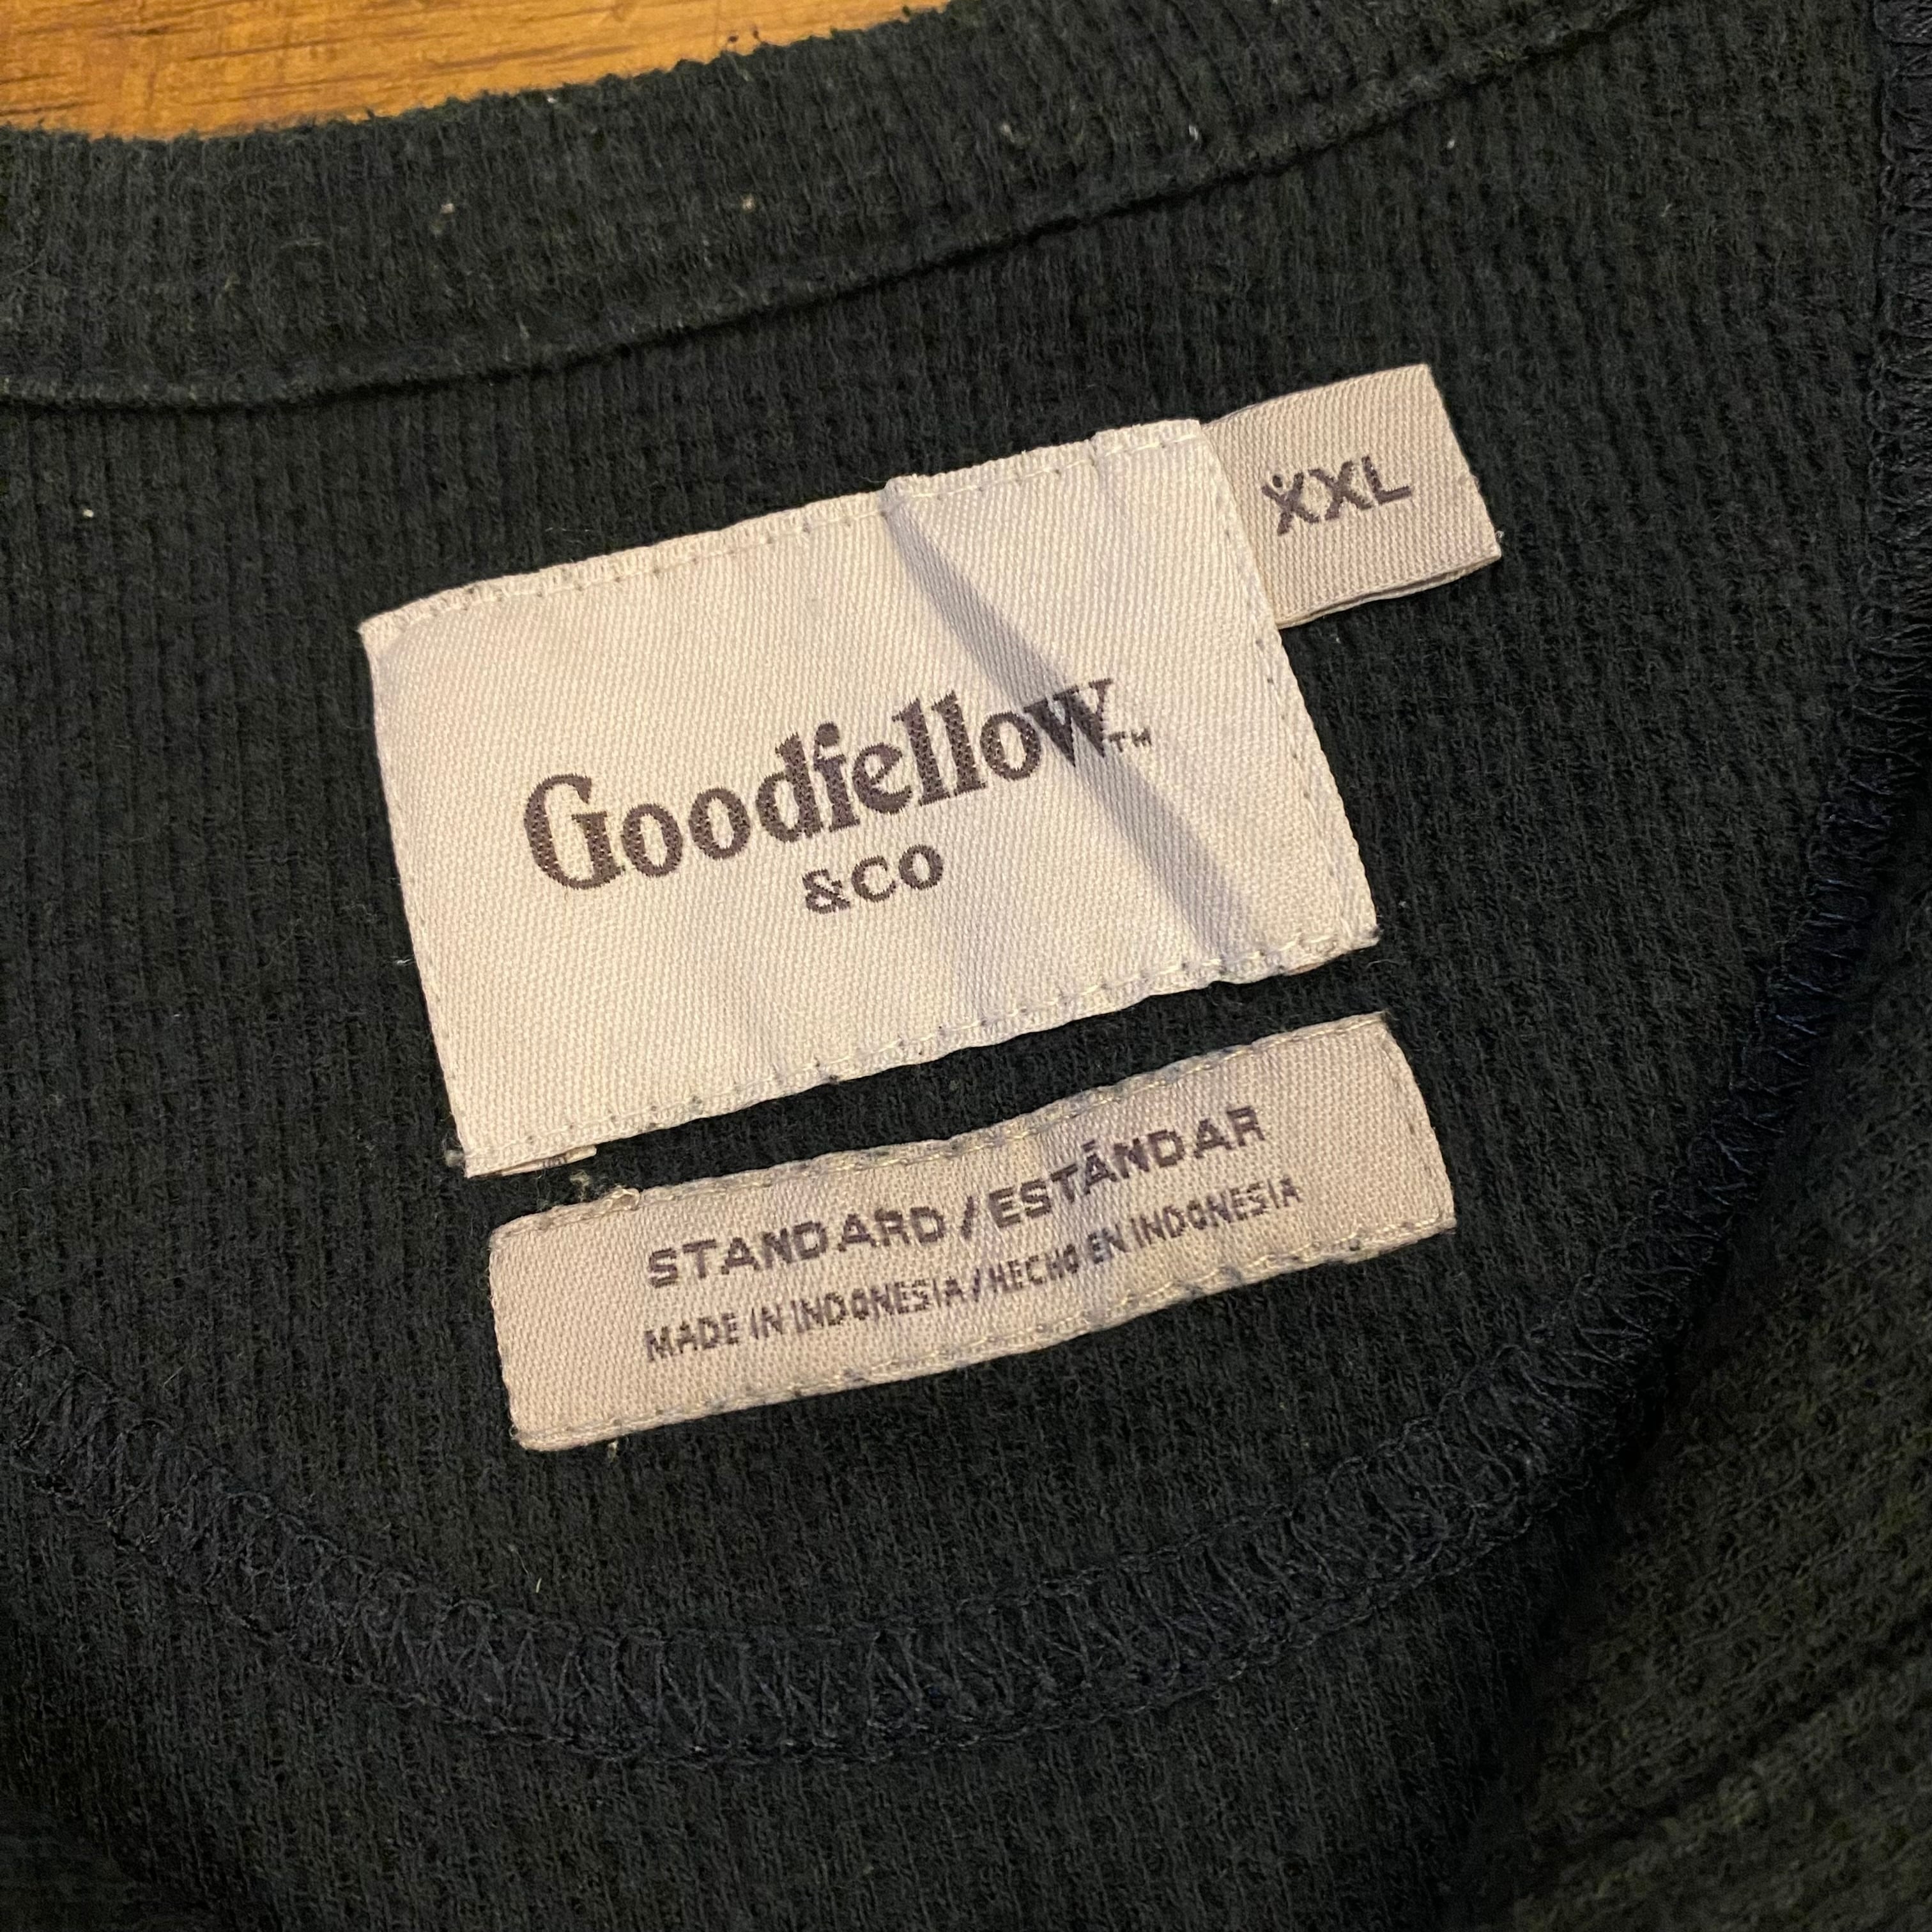 XXL
Goodfellow™
&CO
STANDARD / ESTÁNDAR
MADE IN INDONESIA / HECHO EN INDONESIA